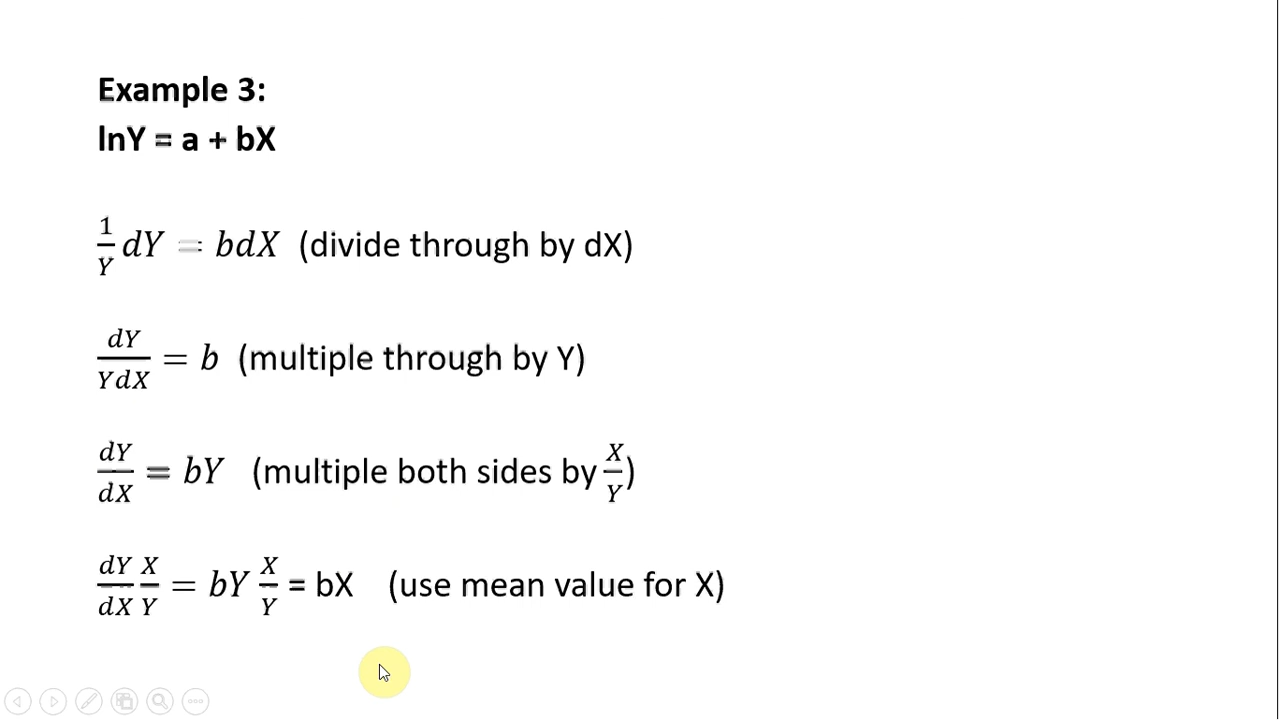 Example 3:
lnY = a + bX
1/Y dY = bdX (divide through by dX)
dY/YdX = b (multiple through by Y)
dY/dX = bY (multiple both sides by X/Y)
dY/dX X/Y = bY X/Y = bX (use mean value for X)